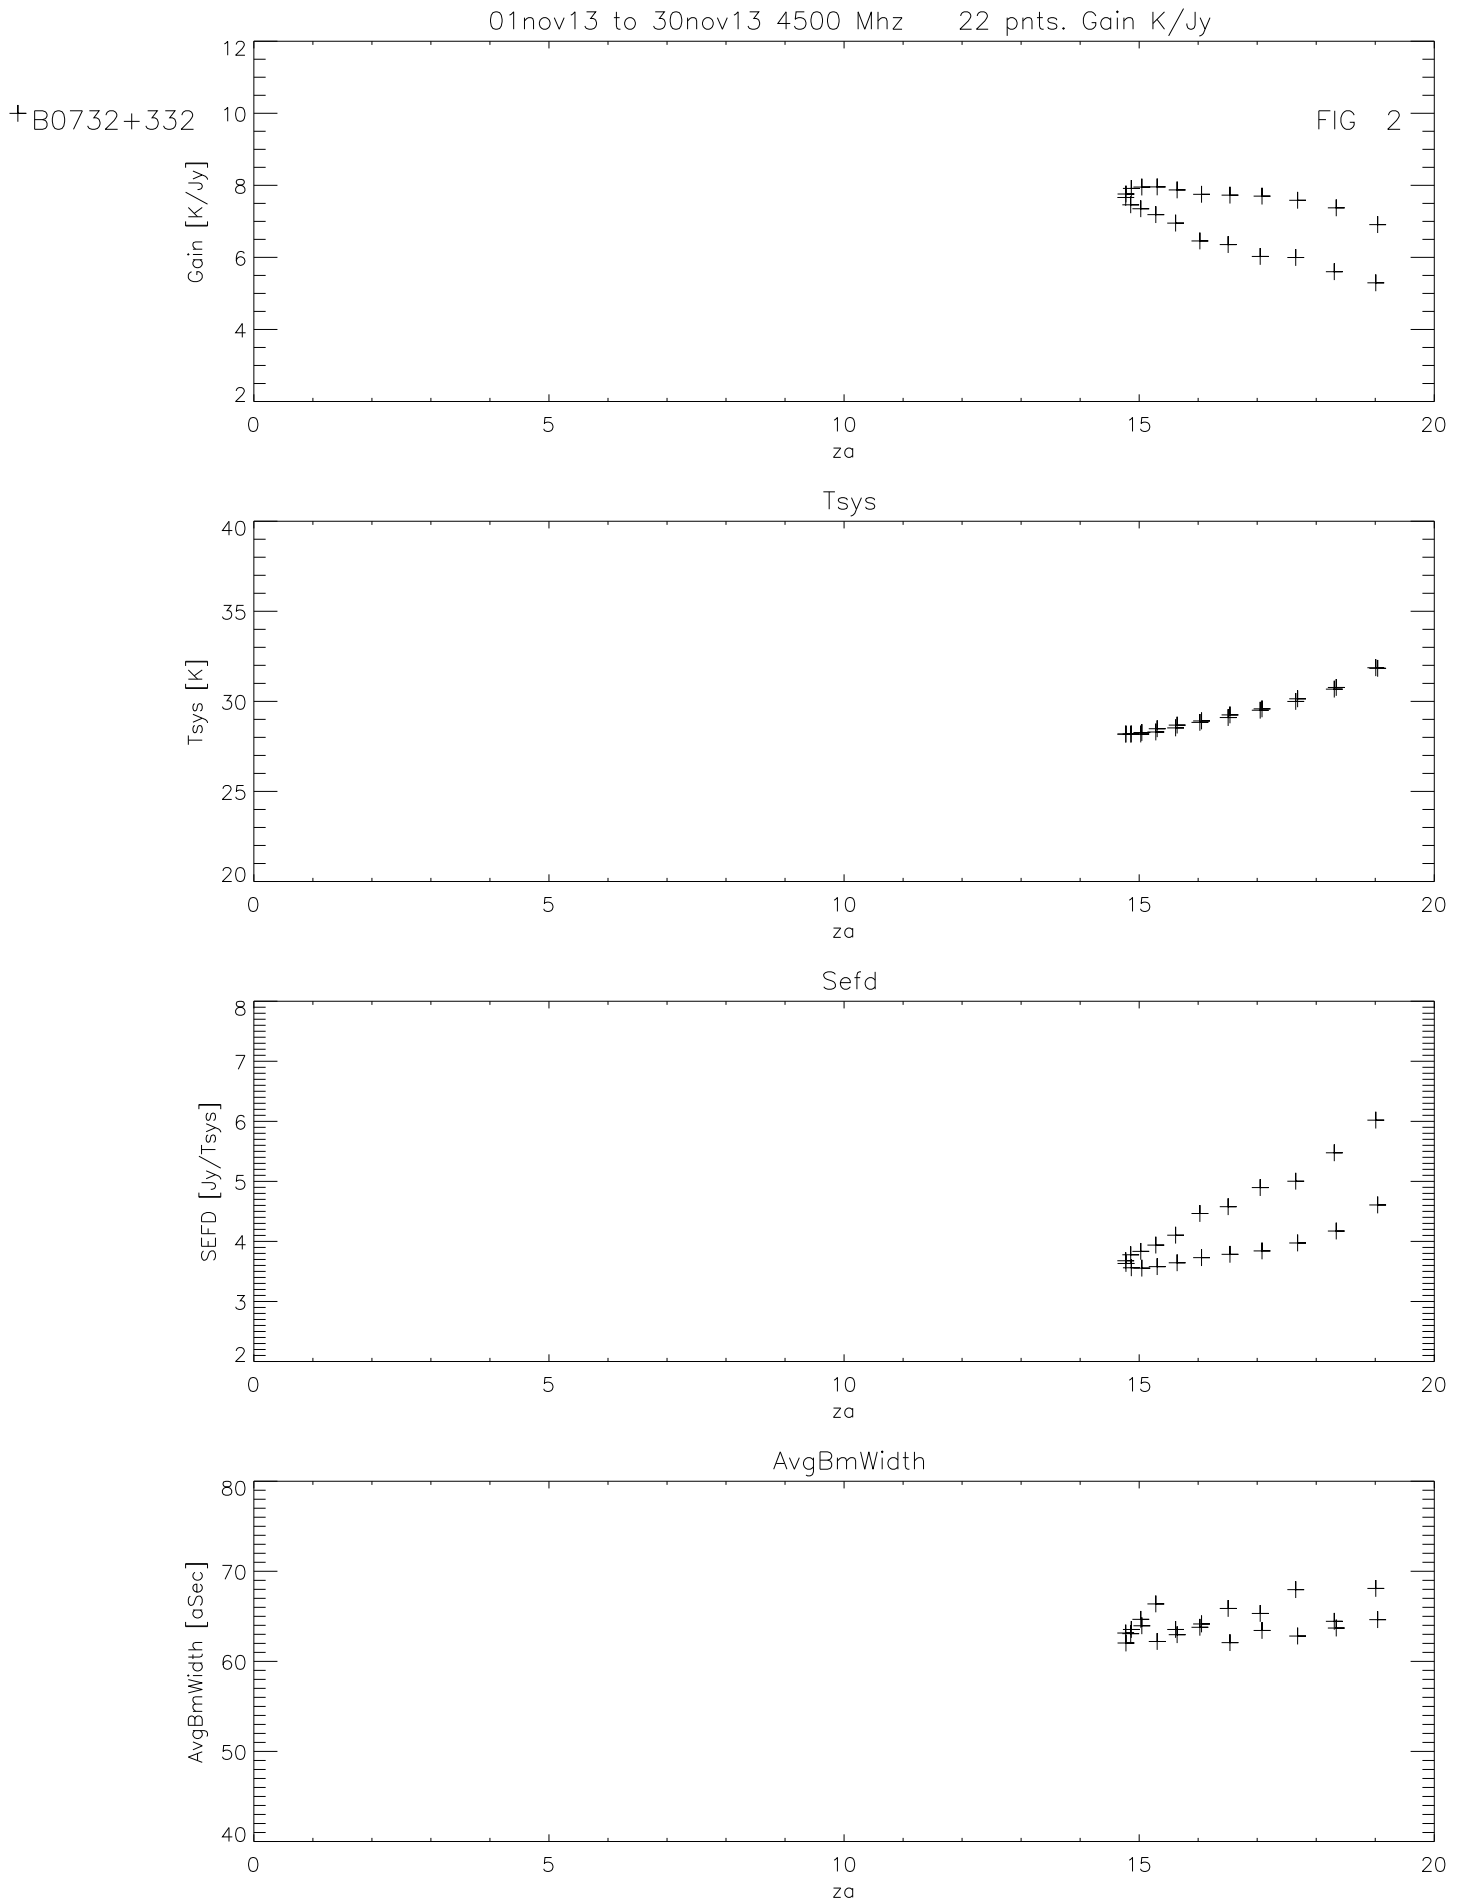 01nov13 to 30nov13 4500 Mhz 22 pnts. Gain K/Jy
+B0732+332
FIG 2
Gain [K/Jy]
12
10
8
6
4
2
0 5 10 15 20
za
Tsys
Tsys [K]
40
35
30
25
20
0 5 10 15 20
za
Sefd
SEFD [Jy/Tsys]
8
7
6
5
4
3
2
0 5 10 15 20
za
AvgBmWidth
AvgBmWidth [aSec]
80
70
60
50
40
0 5 10 15 20
za